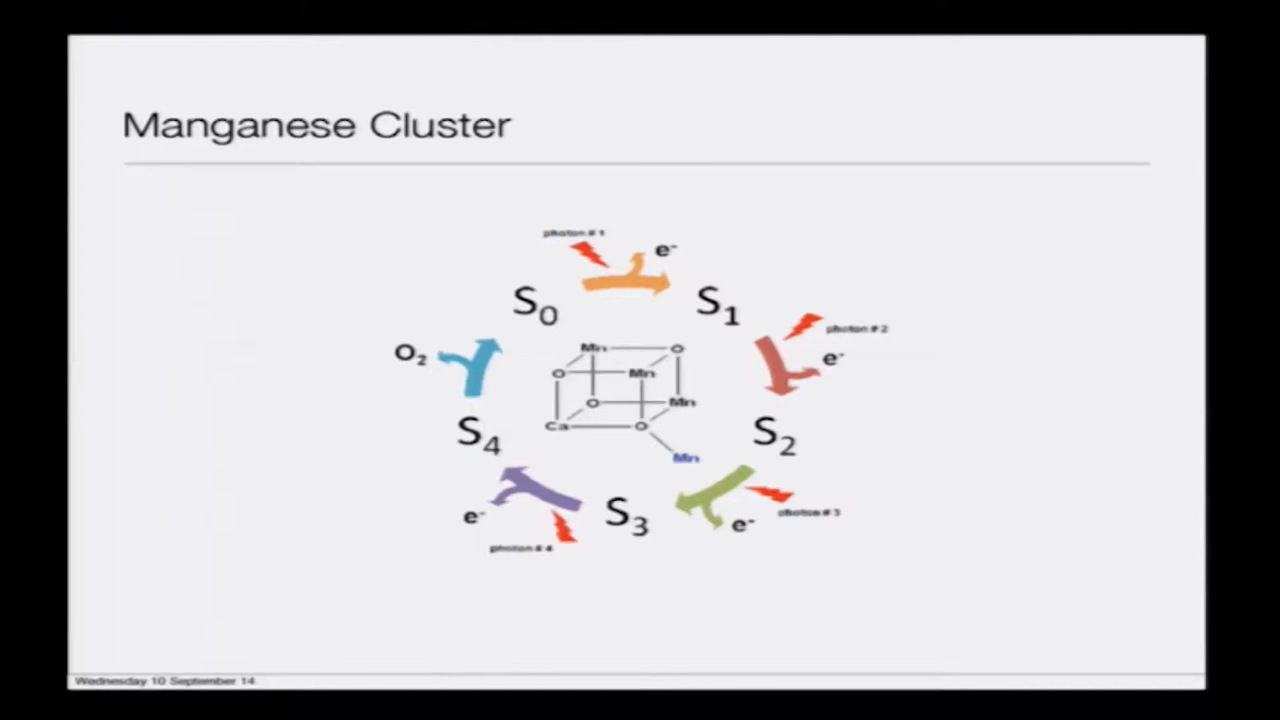 Manganese Cluster
photon # 1
e-
S0
S1
photon # 2
O2
e-
Mn
O
O
Mn
O
Mn
Ca
O
S4
S2
Mn
e-
S3
e-
photon # 3
photon # 4
Wednesday 10 September 14